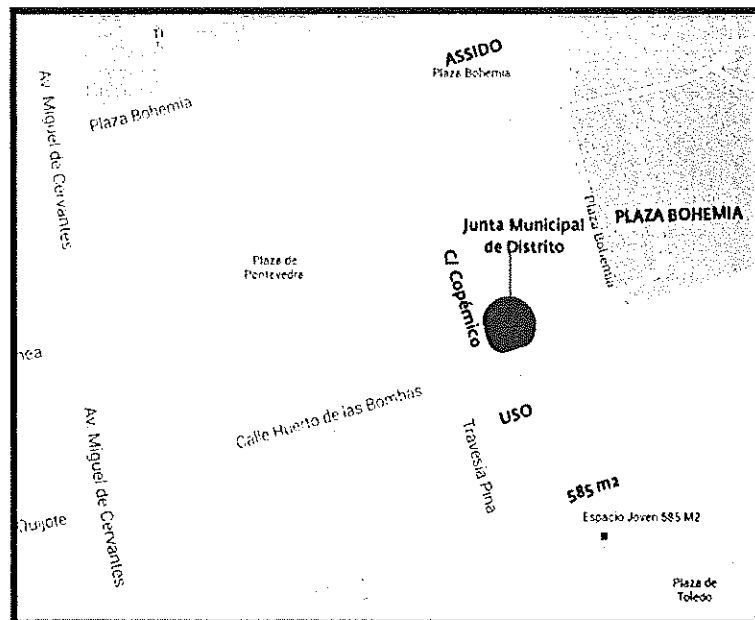 ASSIDO
Plaza Bohemia
Av. Miguel de Cervantes
Plaza Bohemia
Plaza Bohemia
PLAZA BOHEMIA
Junta Municipal
de Distrito
Plaza de
Pontevedra
C/ Copérnico
nea
Calle Huerto de las Bombas
USO
Av. Miguel de Cervantes
Travesía Pina
585 m2
Espacio Joven 585 M2
Quijote
Plaza de
Toledo